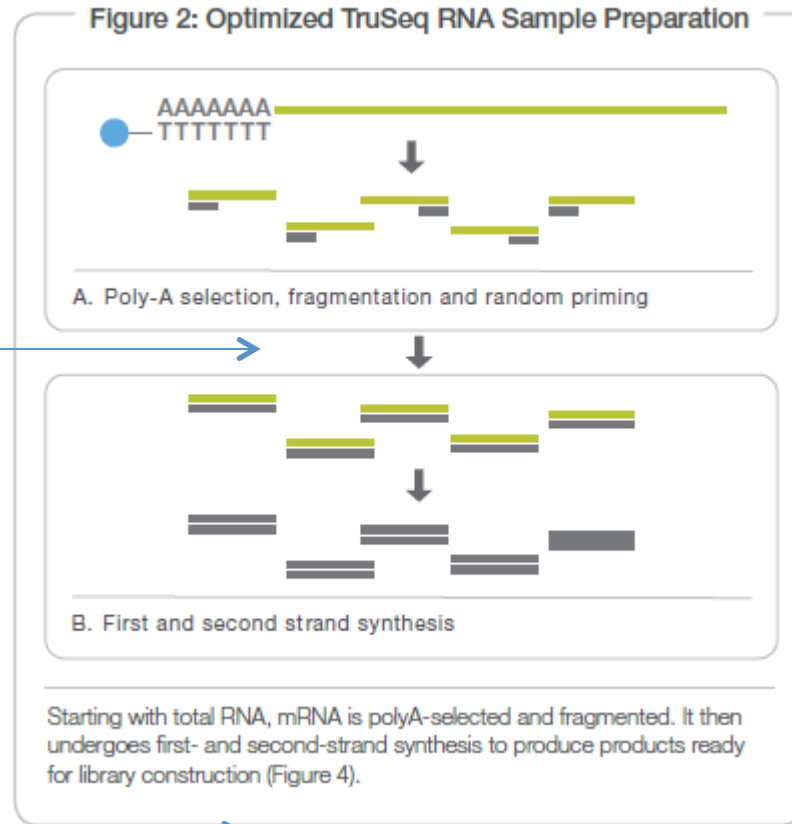 Figure 2: Optimized TruSeq RNA Sample Preparation
AAAAAAA
TTTTTTT
A. Poly-A selection, fragmentation and random priming
B. First and second strand synthesis
Starting with total RNA, mRNA is polyA-selected and fragmented. It then
undergoes first- and second-strand synthesis to produce products ready
for library construction (Figure 4).